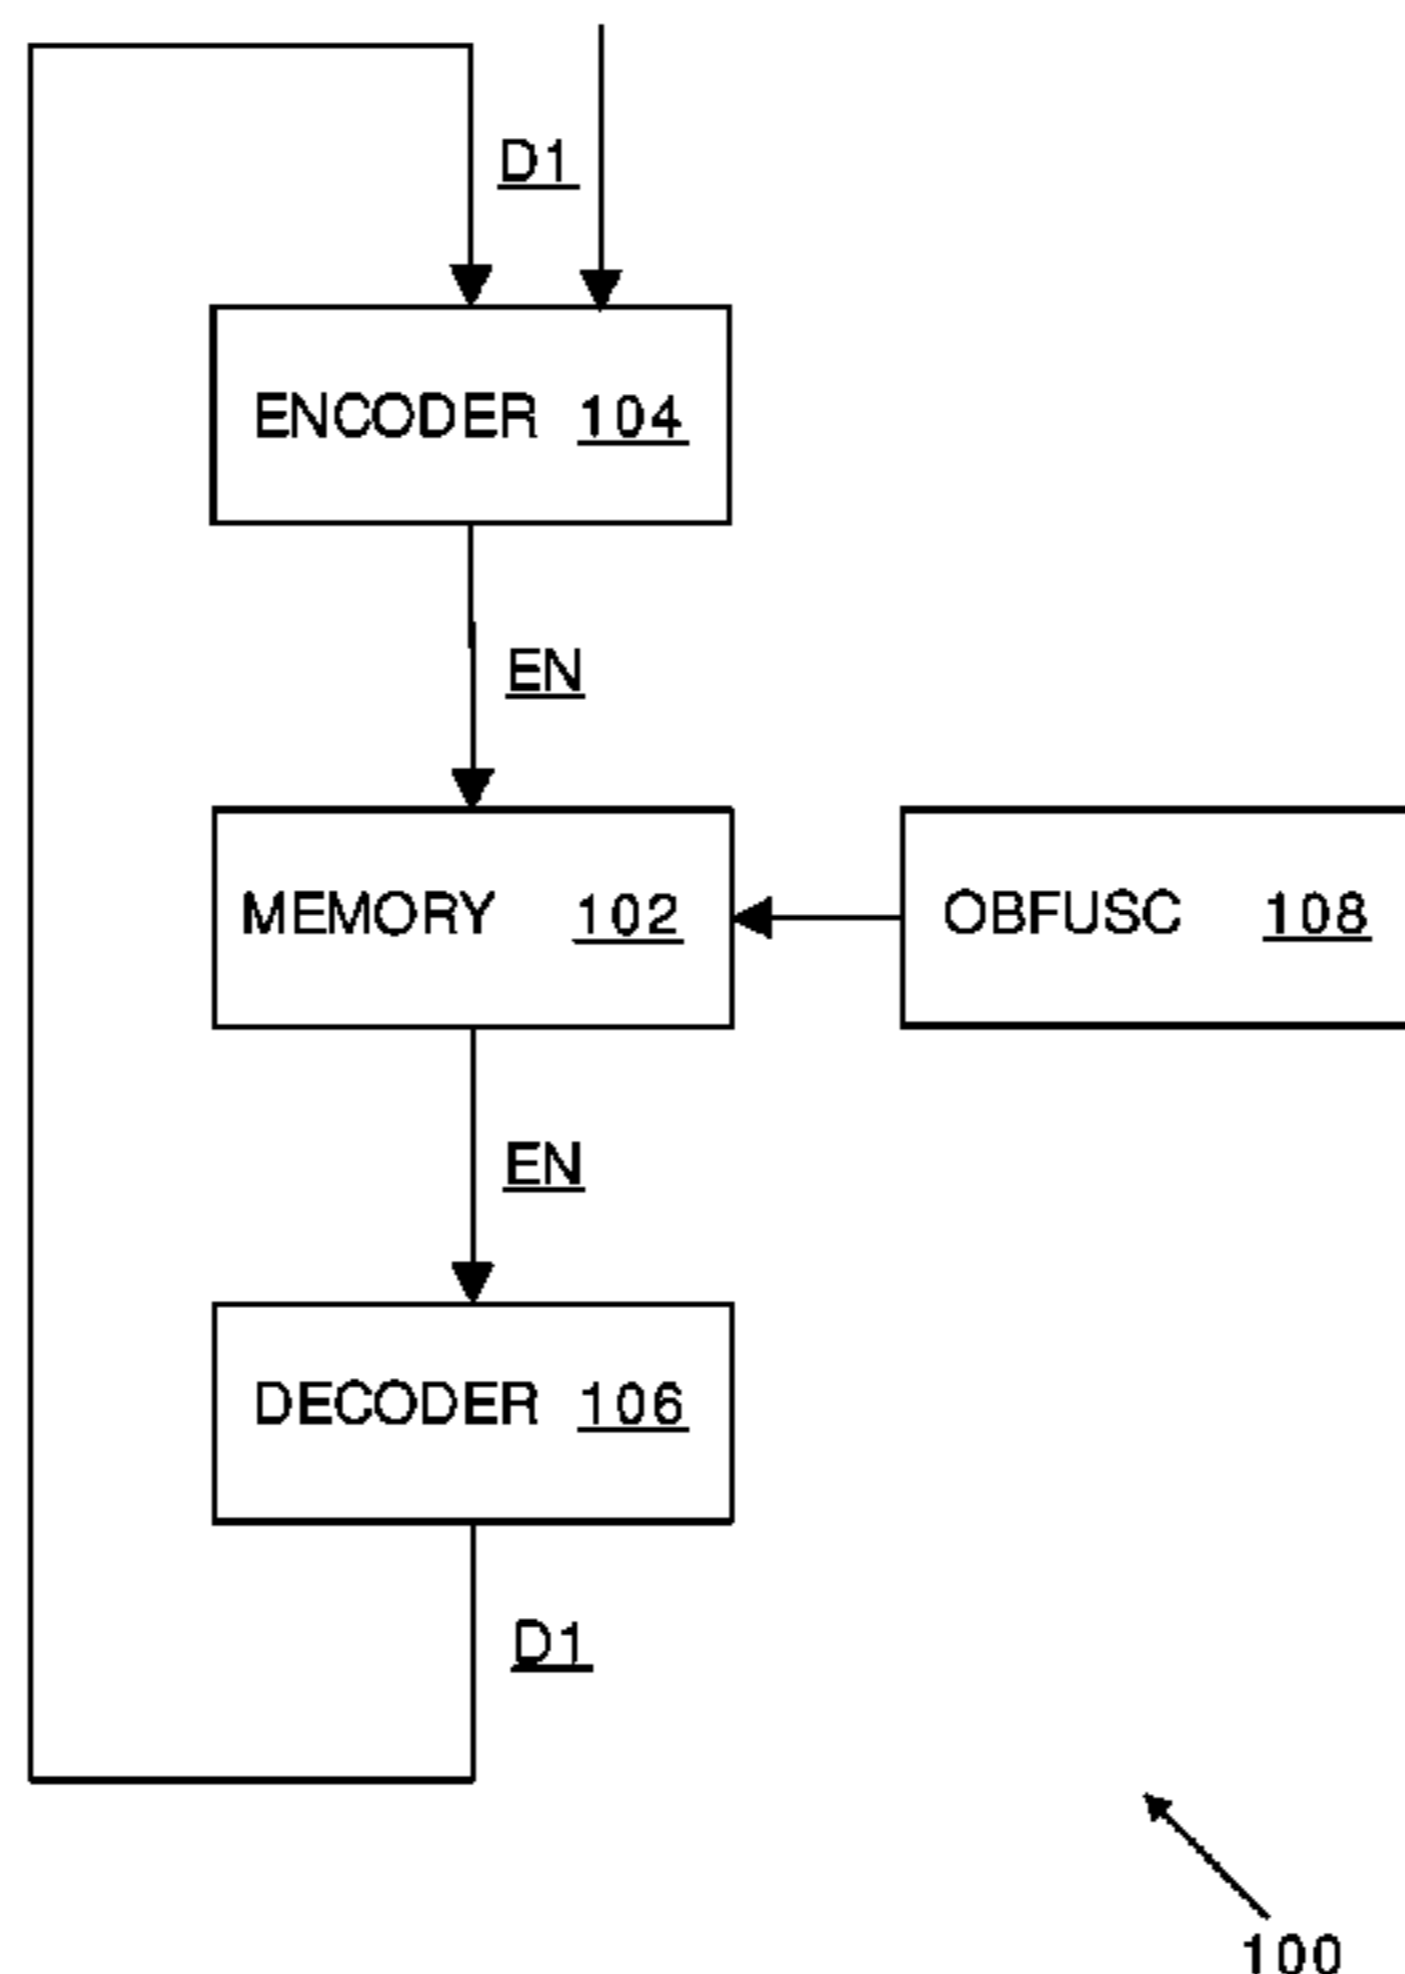 D1
ENCODER 104
EN
MEMORY 102
OBFUSC 108
EN
DECODER 106
D1
100